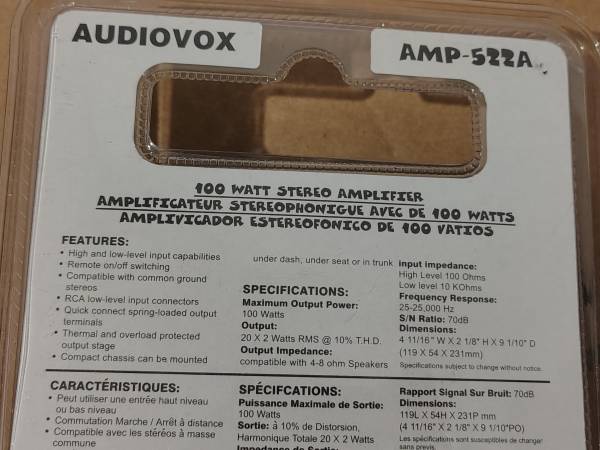 AUDIOVOX
AMP-522A
100 WATT STEREO AMPLIFIER
AMPLIFICATEUR STEREOPHONIGUE AVEC DE 100 WATTS
AMPLIVICADOR ESTEREOFONICO DE 100 VATIOS
FEATURES:
• High and low-level input capabilities
• Remote on/off switching
• Compatible with common ground
stereos
• RCA low-level input connectors
• Quick connect spring-loaded output
terminals
• Thermal and overload protected
output stage
• Compact chassis can be mounted
under dash, under seat or in trunk
SPECIFICATIONS:
Maximum Output Power:
100 Watts
Output:
20 X 2 Watts RMS @ 10% T.H.D.
Output Impedance:
compatible with 4-8 ohm Speakers
input impedance:
High Level 100 Ohms
Low level 10 KOhms
Frequency Response:
25-25,000 Hz
S/N Ratio: 70dB
Dimensions:
4 11/16" W X 2 1/8" H X 9 1/10" D
(119 X 54 X 231mm)
Specifications subject to change without notice.
CARACTÉRISTIQUES:
• Peut utiliser une entrée haut niveau
ou bas niveau
• Commutation Marche / Arrêt à distance
• Compatible avec les stéréos à masse
commune
SPÉCIFCATIONS:
Puissance Maximale de Sortie:
100 Watts
Sortie: à 10% de Distorsion,
Harmonique Totale 20 X 2 Watts
Impedance de Sortie:
Rapport Signal Sur Bruit: 70dB
Dimensions:
119L X 54H X 231P mm
(4 11/16" X 2 1/8" X 9 1/10"PO)
Les spécifications sont susceptibles de changer
sans previs.